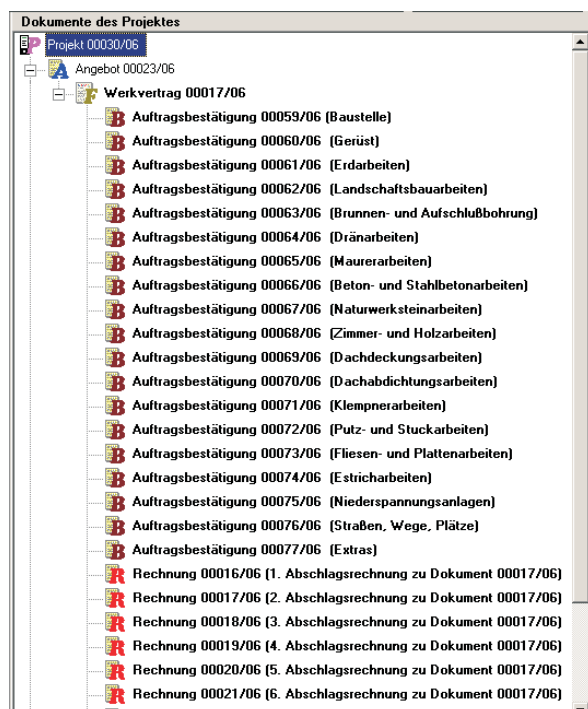 Dokumente des Projektes
Projekt 00030/06
Angebot 00023/06
Werkvertrag 00017/06
Auftragsbestätigung 00059/06 (Baustelle)
Auftragsbestätigung 00060/06 (Gerüst)
Auftragsbestätigung 00061/06 (Erdarbeiten)
Auftragsbestätigung 00062/06 (Landschaftsbauarbeiten)
Auftragsbestätigung 00063/06 (Brunnen- und Aufschlußbohrung)
Auftragsbestätigung 00064/06 (Dränarbeiten)
Auftragsbestätigung 00065/06 (Maurerarbeiten)
Auftragsbestätigung 00066/06 (Beton- und Stahlbetonarbeiten)
Auftragsbestätigung 00067/06 (Naturwerksteinarbeiten)
Auftragsbestätigung 00068/06 (Zimmer- und Holzarbeiten)
Auftragsbestätigung 00069/06 (Dachdeckungsarbeiten)
Auftragsbestätigung 00070/06 (Dachabdichtungsarbeiten)
Auftragsbestätigung 00071/06 (Klempnerarbeiten)
Auftragsbestätigung 00072/06 (Putz- und Stuckarbeiten)
Auftragsbestätigung 00073/06 (Fliesen- und Plattenarbeiten)
Auftragsbestätigung 00074/06 (Estricharbeiten)
Auftragsbestätigung 00075/06 (Niederspannungsanlagen)
Auftragsbestätigung 00076/06 (Straßen, Wege, Plätze)
Auftragsbestätigung 00077/06 (Extras)
Rechnung 00016/06 (1. Abschlagsrechnung zu Dokument 00017/06)
Rechnung 00017/06 (2. Abschlagsrechnung zu Dokument 00017/06)
Rechnung 00018/06 (3. Abschlagsrechnung zu Dokument 00017/06)
Rechnung 00019/06 (4. Abschlagsrechnung zu Dokument 00017/06)
Rechnung 00020/06 (5. Abschlagsrechnung zu Dokument 00017/06)
Rechnung 00021/06 (6. Abschlagsrechnung zu Dokument 00017/06)